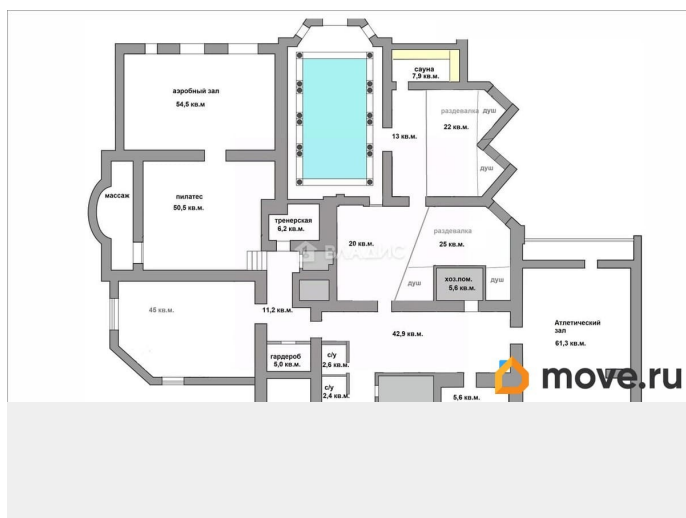 сауна
7,9 кв.м.
аэробный зал
54,5 кв.м
раздевалка
душ
13 кв.м.
22 кв.м.
душ
массаж
пилатес
50,5 кв.м.
тренерская
6,2 кв.м.
раздевалка
20 кв.м.
25 кв.м.
ВЛАДИС
душ
хоз.пом.
5,6 кв.м.
душ
45 кв.м.
11,2 кв.м.
42,9 кв.м.
Атлетический
зал
61,3 кв.м.
гардероб
5,0 кв.м.
с/у
2,6 кв.м.
с/у
2,4 кв.м.
5,6 кв.м.
move.ru